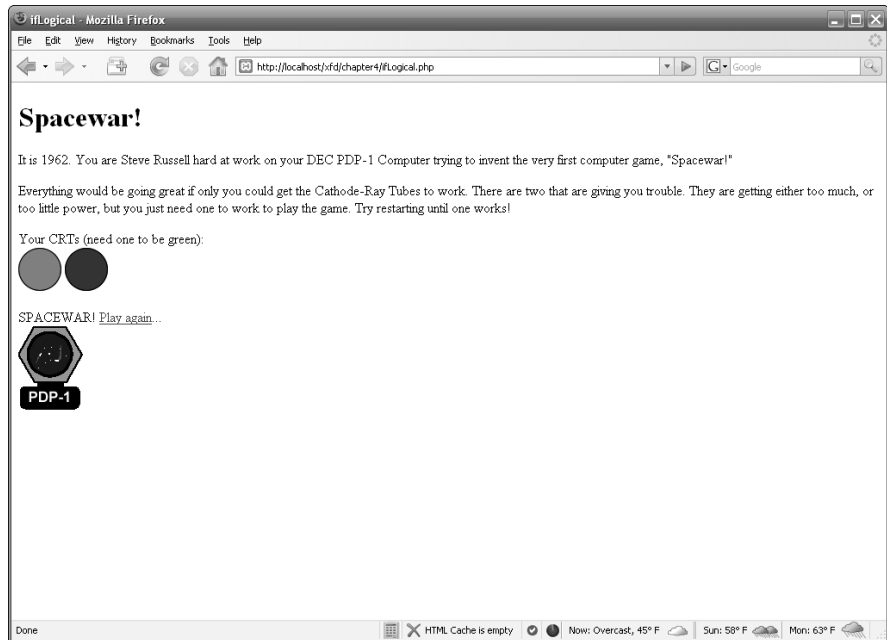 ifLogical - Mozilla Firefox
File Edit View History Bookmarks Tools Help
http://localhost/xfd/chapter4/ifLogical.php
G Google
Spacewar!
It is 1962. You are Steve Russell hard at work on your DEC PDP-1 Computer trying to invent the very first computer game, "Spacewar!"
Everything would be going great if only you could get the Cathode-Ray Tubes to work. There are two that are giving you trouble. They are getting either too much, or
too little power, but you just need one to work to play the game. Try restarting until one works!
Your CRTs (need one to be green):
SPACEWAR! Play again...
PDP-1
Done HTML Cache is empty Now: Overcast, 45° F Sun: 58° F Mon: 63° F